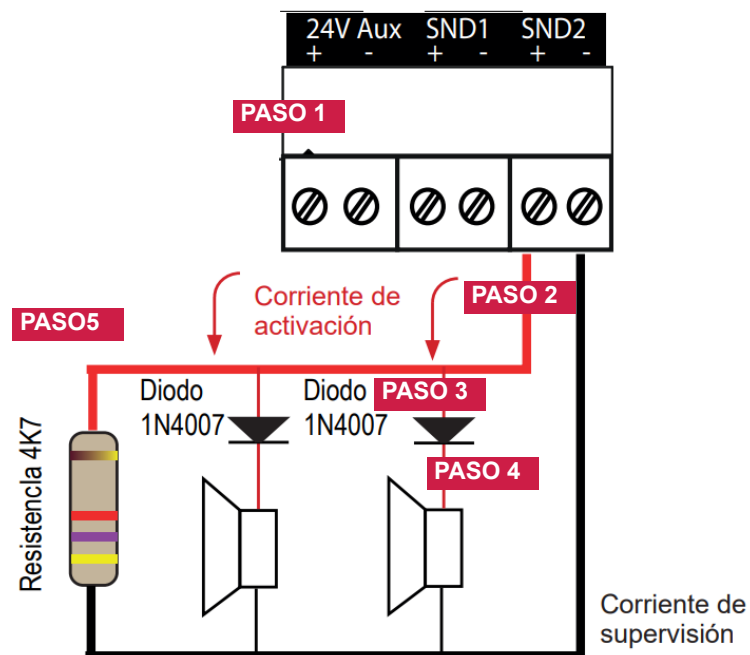 24V Aux SND1 SND2
+ - + - + -
PASO 1
PASO 2
Corriente de
activación
PASO5
Diodo
1N4007
Diodo
1N4007
PASO 3
PASO 4
Resistencia 4K7
Corriente de
supervisión